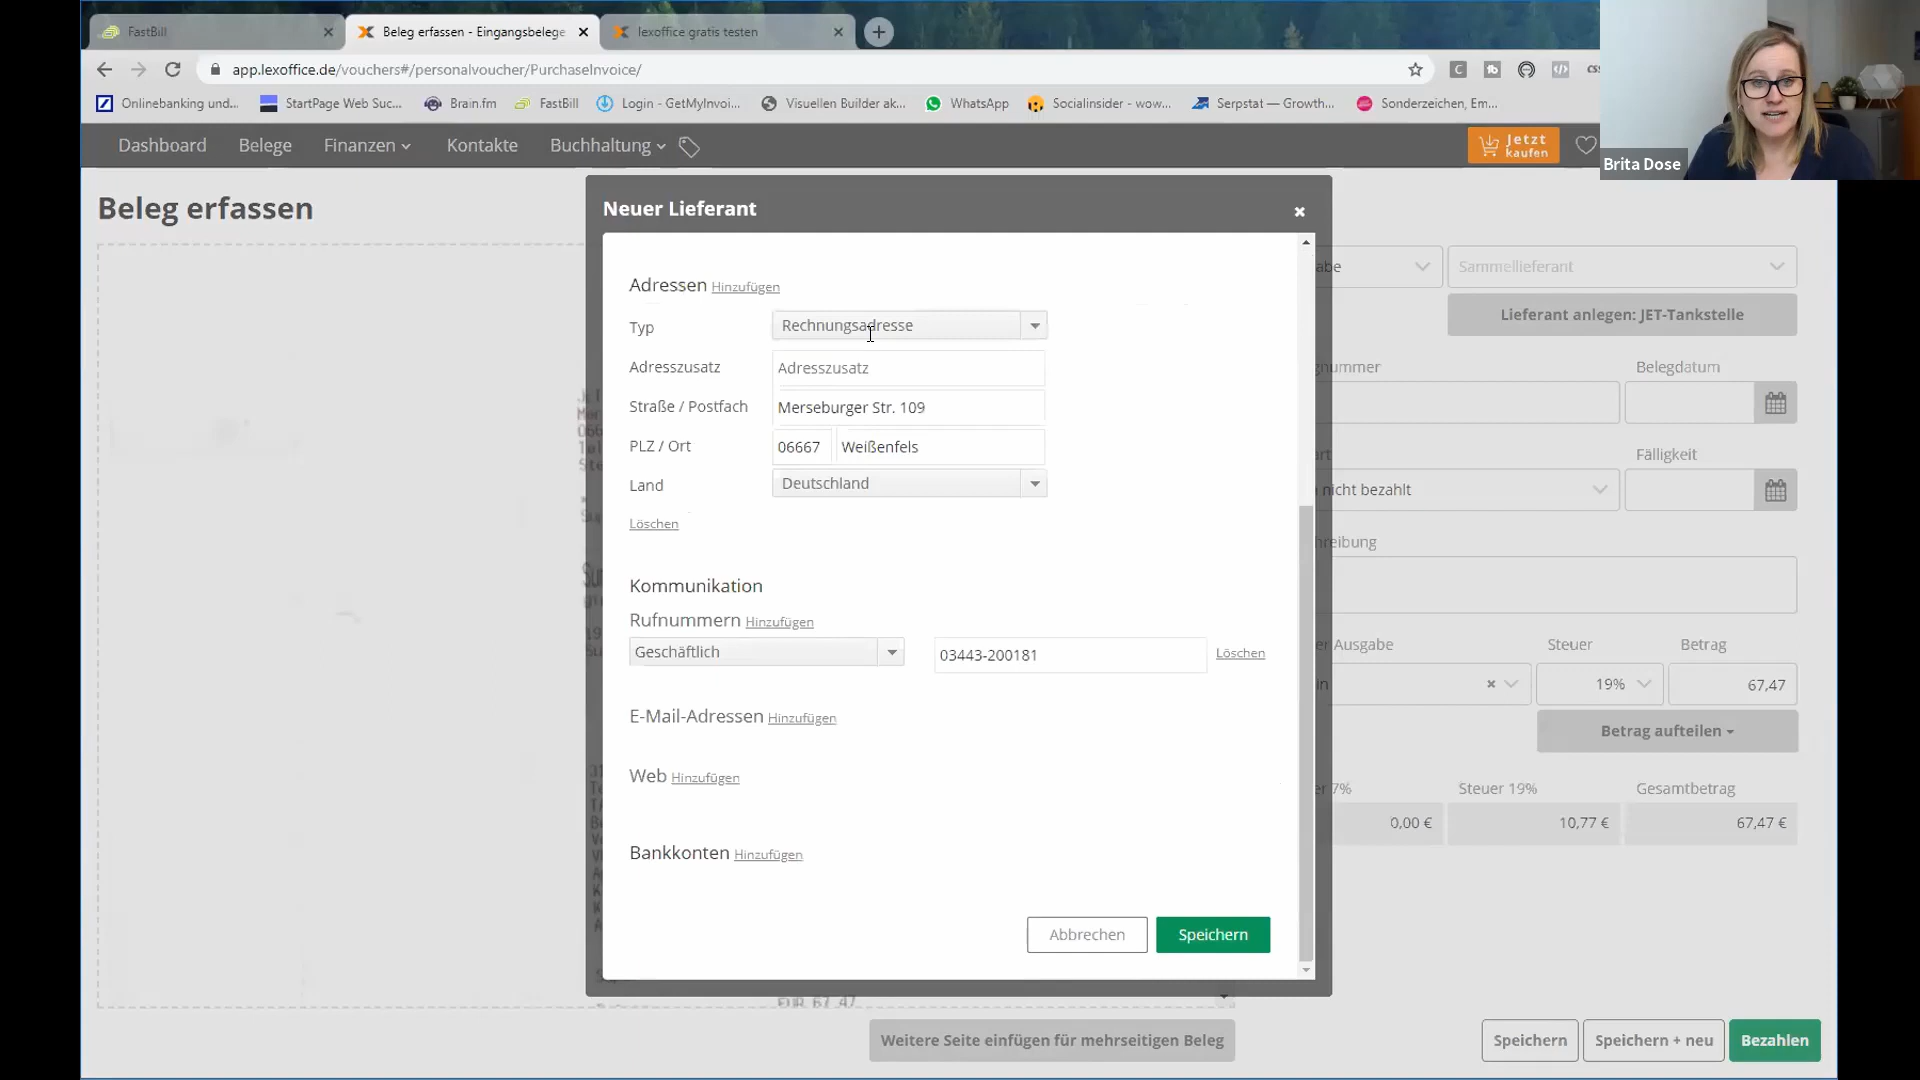 FastBill
Beleg erfassen - Eingangsbelege
lexoffice gratis testen
app.lexoffice.de/vouchers#/personalvoucher/PurchaseInvoice/
Onlinebanking und...
StartPage Web Suc...
Brain.fm
FastBill
Login - GetMyInvoi...
Visuellen Builder ak...
WhatsApp
Socialinsider - wow...
Serpstat — Growth...
Sonderzeichen, Em...
Dashboard
Belege
Finanzen
Kontakte
Buchhaltung
Jetzt
kaufen
Brita Dose
Beleg erfassen
Neuer Lieferant
Adressen Hinzufügen
Typ
Rechnungsadresse
Adresszusatz
Adresszusatz
Straße / Postfach
Merseburger Str. 109
PLZ / Ort
06667
Weißenfels
Land
Deutschland
Löschen
Kommunikation
Rufnummern Hinzufügen
Geschäftlich
03443-200181
Löschen
E-Mail-Adressen Hinzufügen
Web Hinzufügen
Bankkonten Hinzufügen
Abbrechen
Speichern
Sammellieferant
Lieferant anlegen: JET-Tankstelle
Belegdatum
Fälligkeit
nicht bezahlt
Ausgabe
Steuer
Betrag
19%
67,47
Betrag aufteilen
7%
Steuer 19%
Gesamtbetrag
0,00 €
10,77 €
67,47 €
EUR 67,47
Weitere Seite einfügen für mehrseitigen Beleg
Speichern
Speichern + neu
Bezahlen